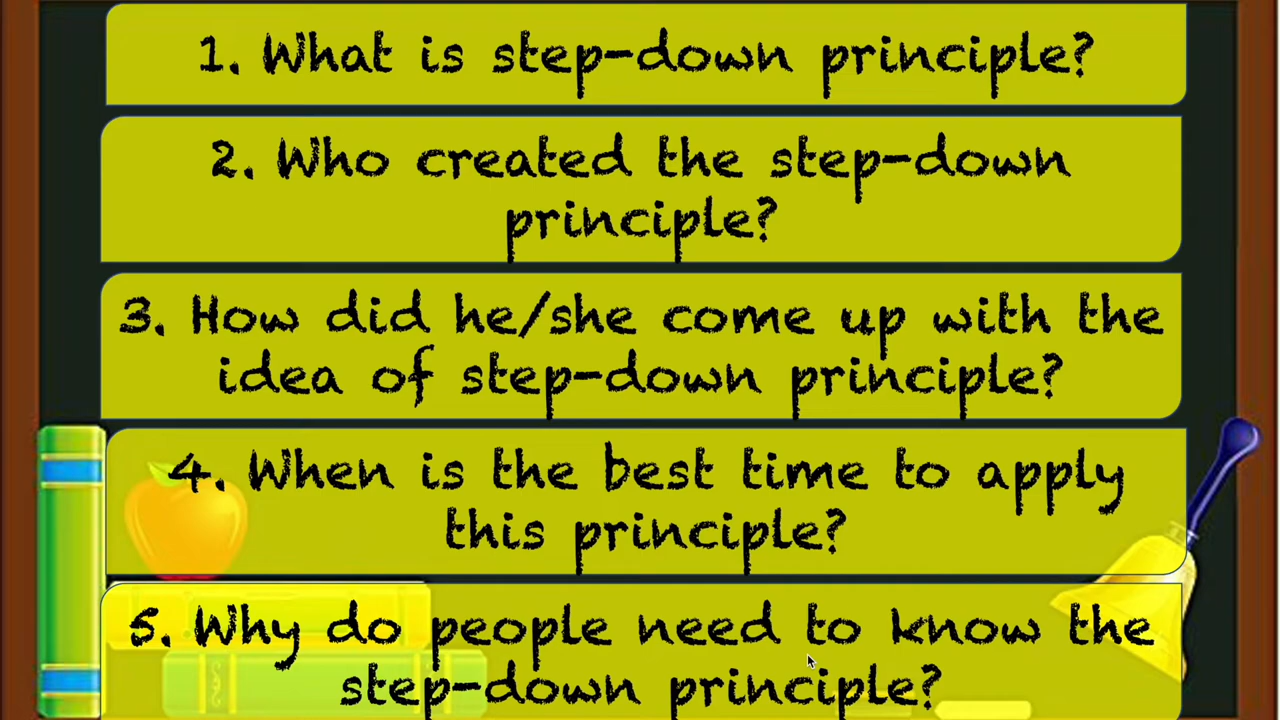 1. What is step-down principle?
2. Who created the step-down
principle?
3. How did he/she come up with the
idea of step-down principle?
4. When is the best time to apply
this principle?
5. Why do people need to know the
step-down principle?